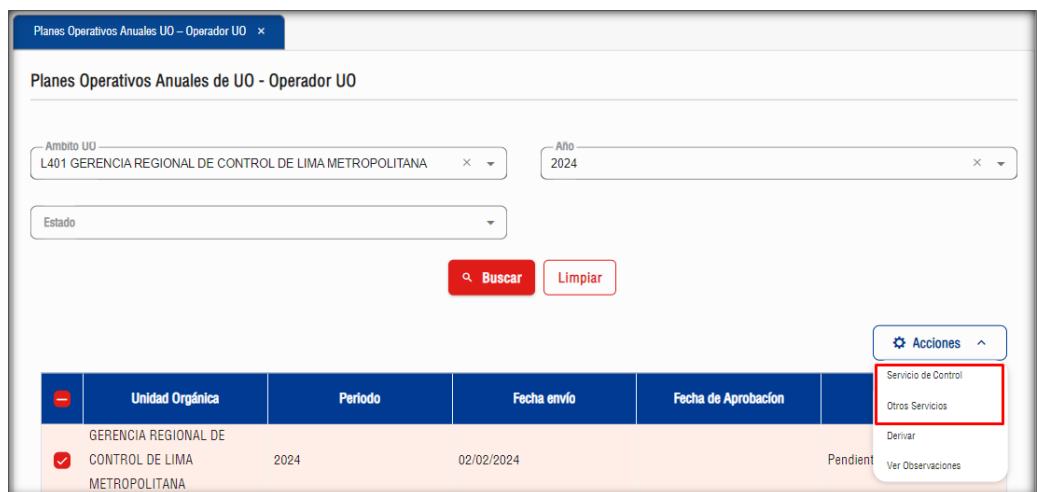 Planes Operativos Anuales UO – Operador UO ×
Planes Operativos Anuales de UO - Operador UO
Ambito UO
Año
L401 GERENCIA REGIONAL DE CONTROL DE LIMA METROPOLITANA ×
2024 ×
Estado
Buscar
Limpiar
Acciones
Servicio de Control
Otros Servicios
Derivar
Ver Observaciones
Unidad Orgánica
Periodo
Fecha envío
Fecha de Aprobacíon
GERENCIA REGIONAL DE
CONTROL DE LIMA
METROPOLITANA
2024
02/02/2024
Pendient